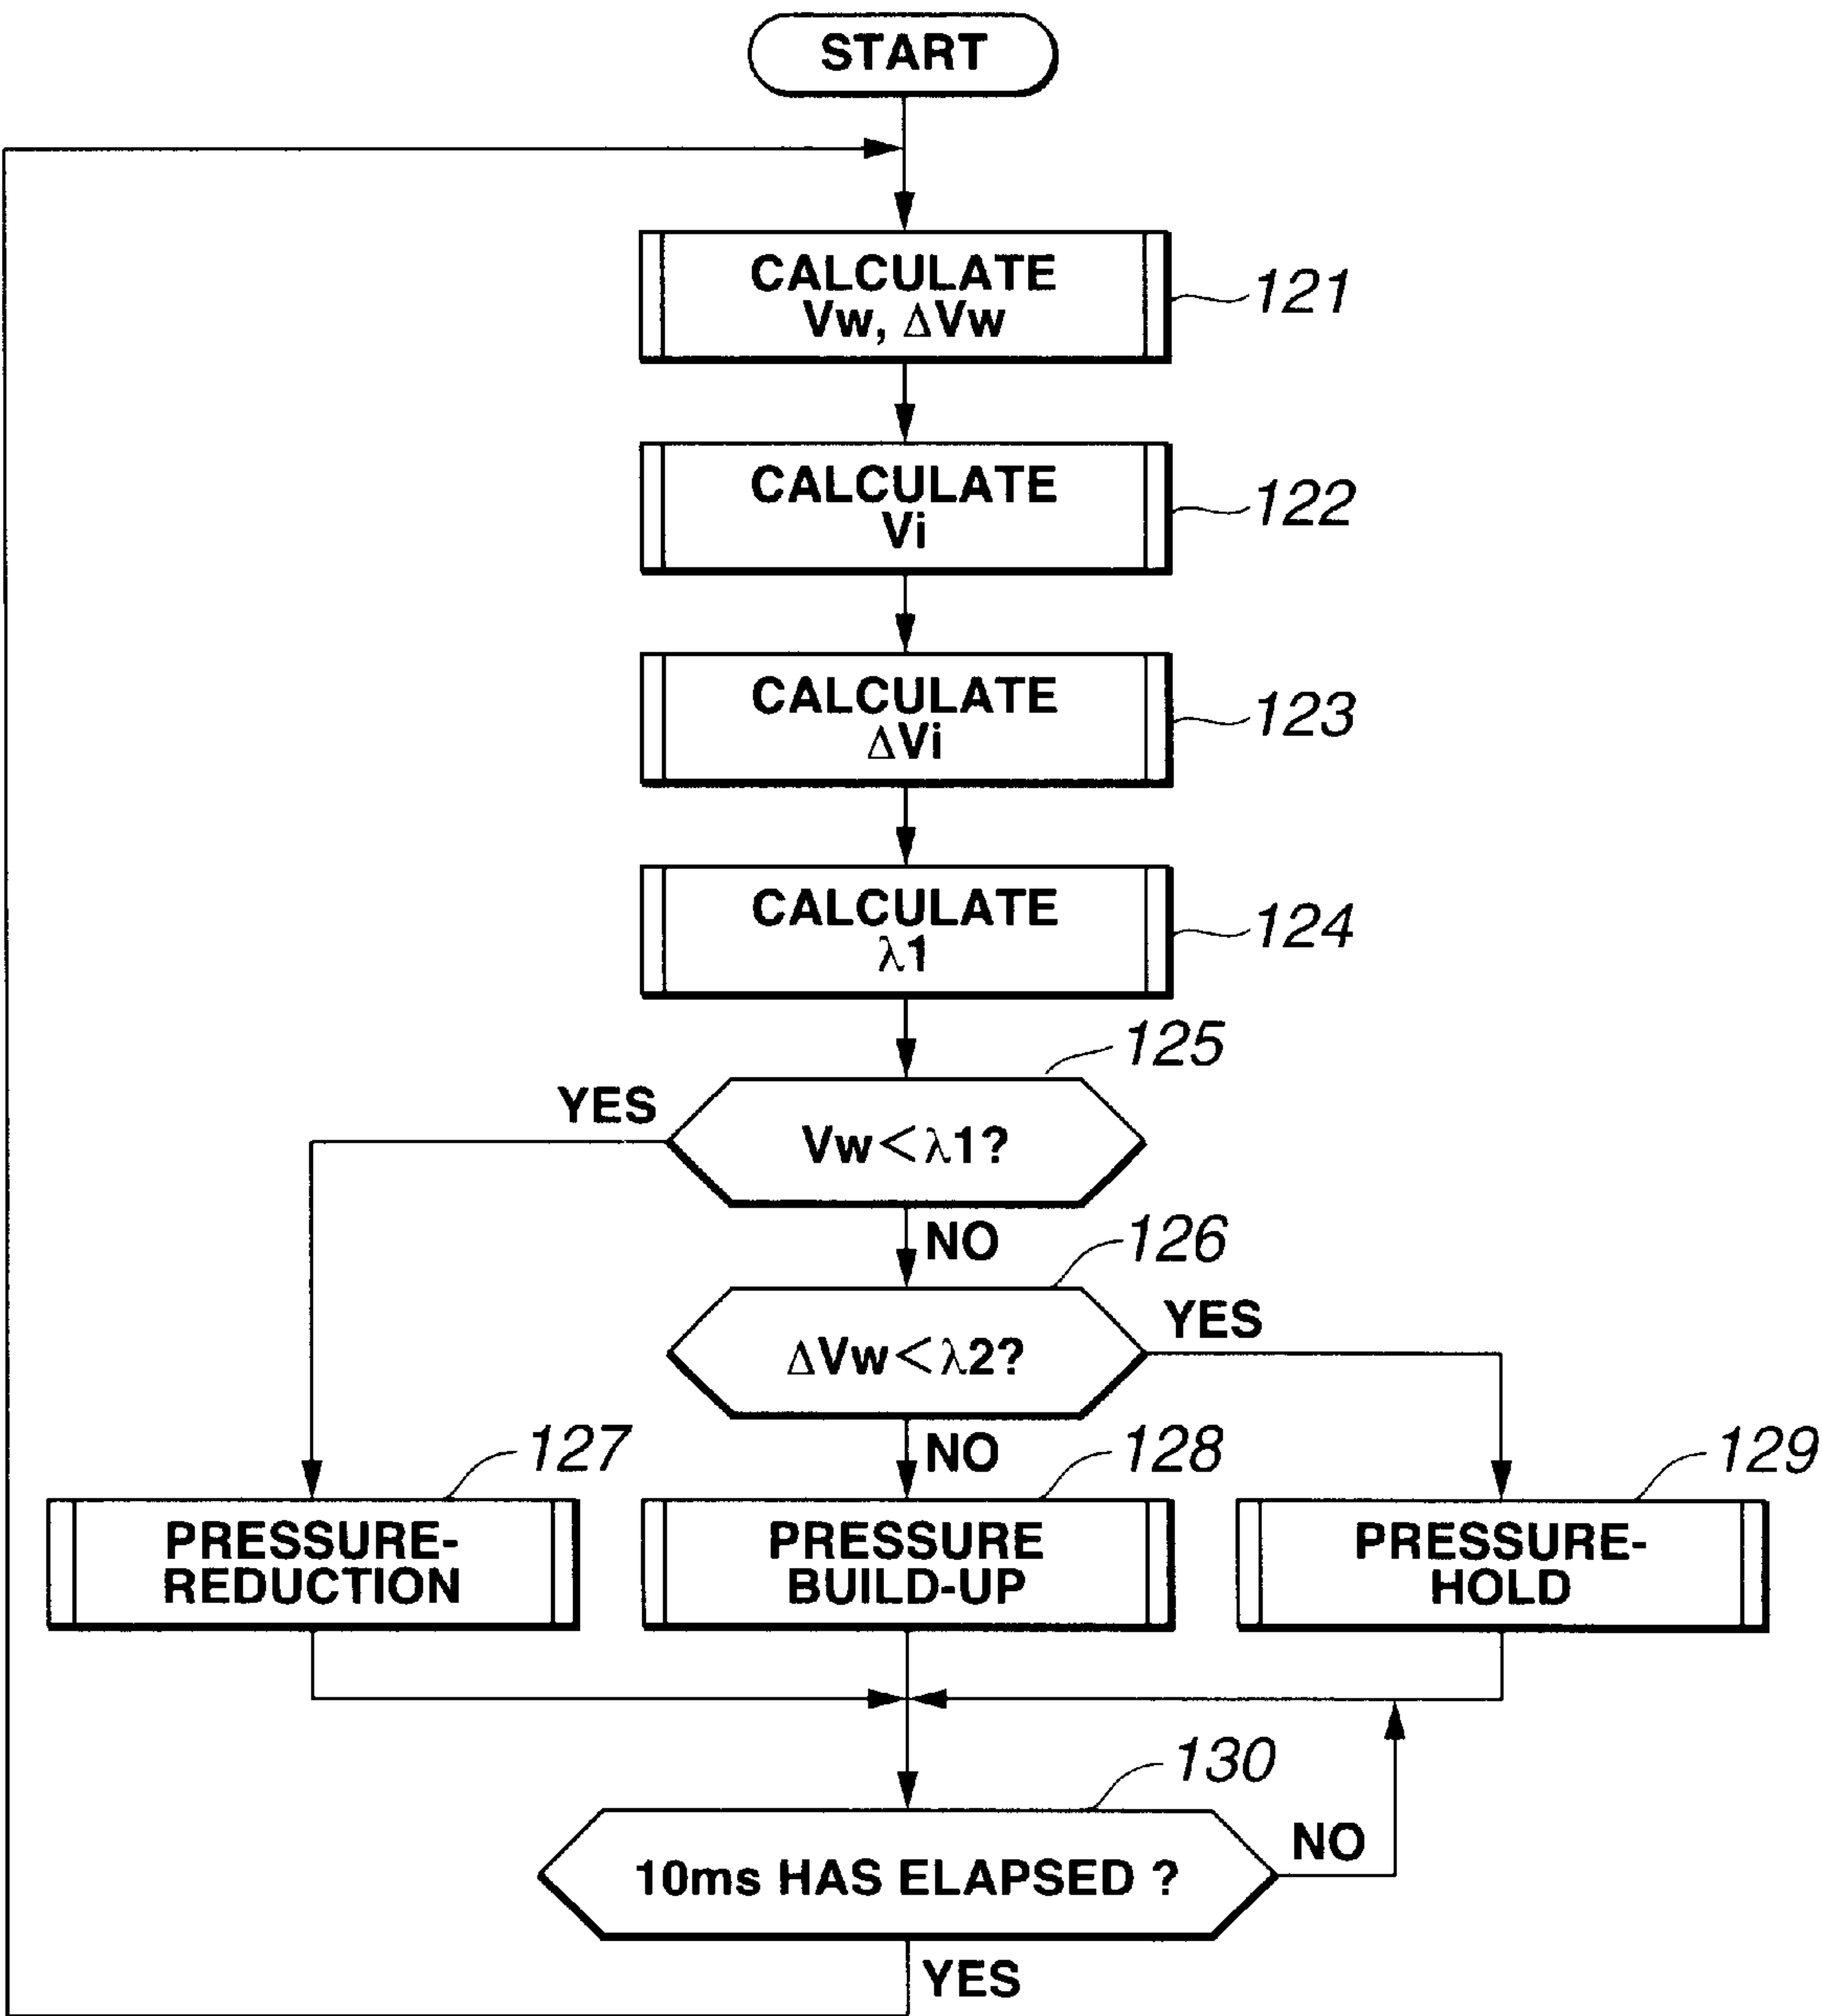 START
CALCULATE
Vw, ΔVw
121
CALCULATE
Vi
122
CALCULATE
ΔVi
123
CALCULATE
λ1
124
125
YES
Vw<λ1?
NO
126
YES
ΔVw<λ2?
127
NO
128
129
PRESSURE-
REDUCTION
PRESSURE
BUILD-UP
PRESSURE-
HOLD
130
NO
10ms HAS ELAPSED ?
YES